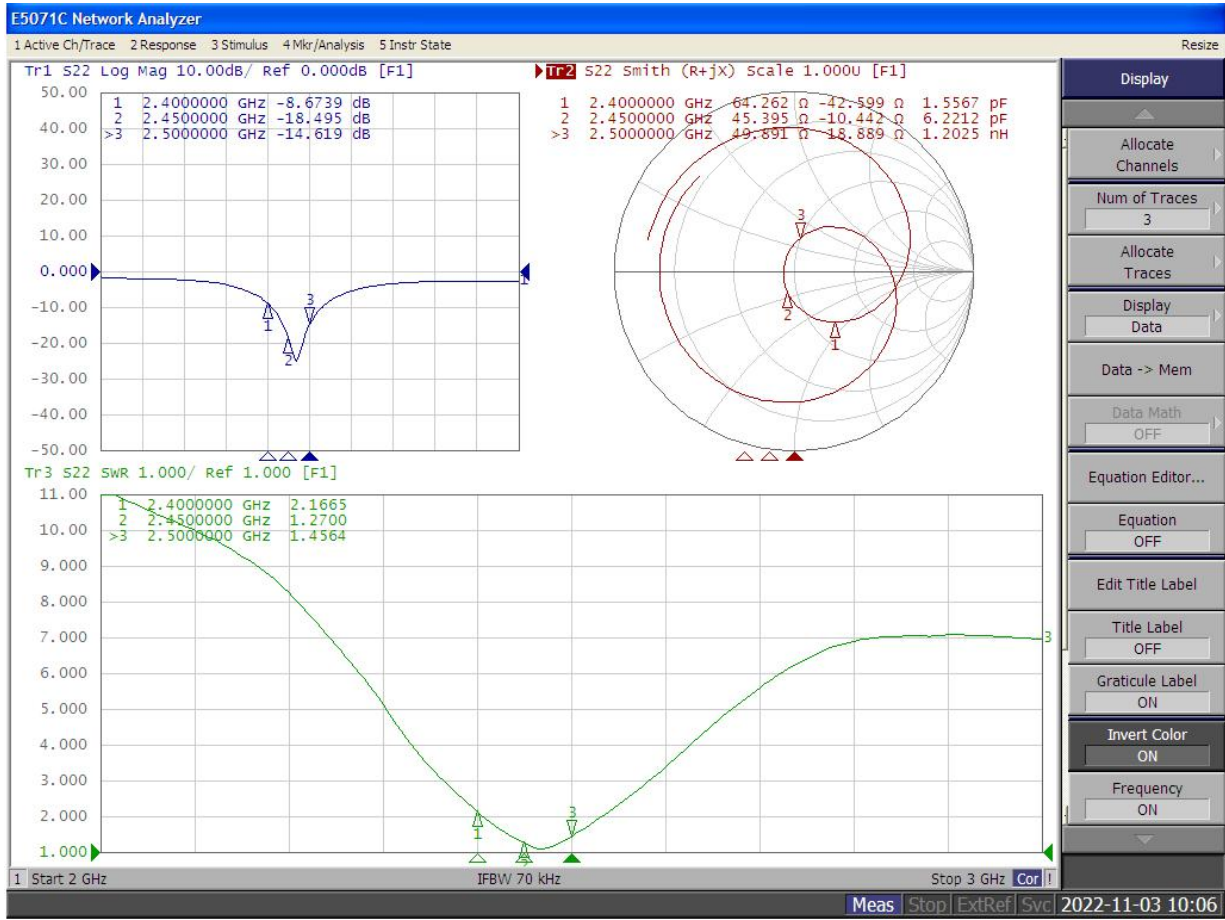 E5071C Network Analyzer
1 Active Ch/Trace 2 Response 3 Stimulus 4 Mkr/Analysis 5 Instr State Resize
Tr1 S22 Log Mag 10.00dB/ Ref 0.000dB [F1]
50.00
1 2.4000000 GHz -8.6739 dB
2 2.4500000 GHz -18.495 dB
>3 2.5000000 GHz -14.619 dB
40.00
30.00
20.00
10.00
0.000
-10.00
-20.00
-30.00
-40.00
-50.00
1
2
3
1
Tr2 S22 Smith (R+jX) Scale 1.000U [F1]
1 2.4000000 GHz 64.262 Ω -42.599 Ω 1.5567 pF
2 2.4500000 GHz 45.395 Ω -10.442 Ω 6.2212 pF
>3 2.5000000 GHz 49.891 Ω 18.889 Ω 1.2025 nH
3
2
1
Tr3 S22 SWR 1.000/ Ref 1.000 [F1]
11.00
1 2.4000000 GHz 2.1665
2 2.4500000 GHz 1.2700
>3 2.5000000 GHz 1.4564
10.00
9.000
8.000
7.000
6.000
5.000
4.000
3.000
2.000
1.000
1
2
3
3
1 Start 2 GHz IFBW 70 kHz Stop 3 GHz Cor !
Display
Allocate
Channels
Num of Traces
3
Allocate
Traces
Display
Data
Data -> Mem
Data Math
OFF
Equation Editor...
Equation
OFF
Edit Title Label
Title Label
OFF
Graticule Label
ON
Invert Color
ON
Frequency
ON
Meas Stop ExtRef Svc 2022-11-03 10:06